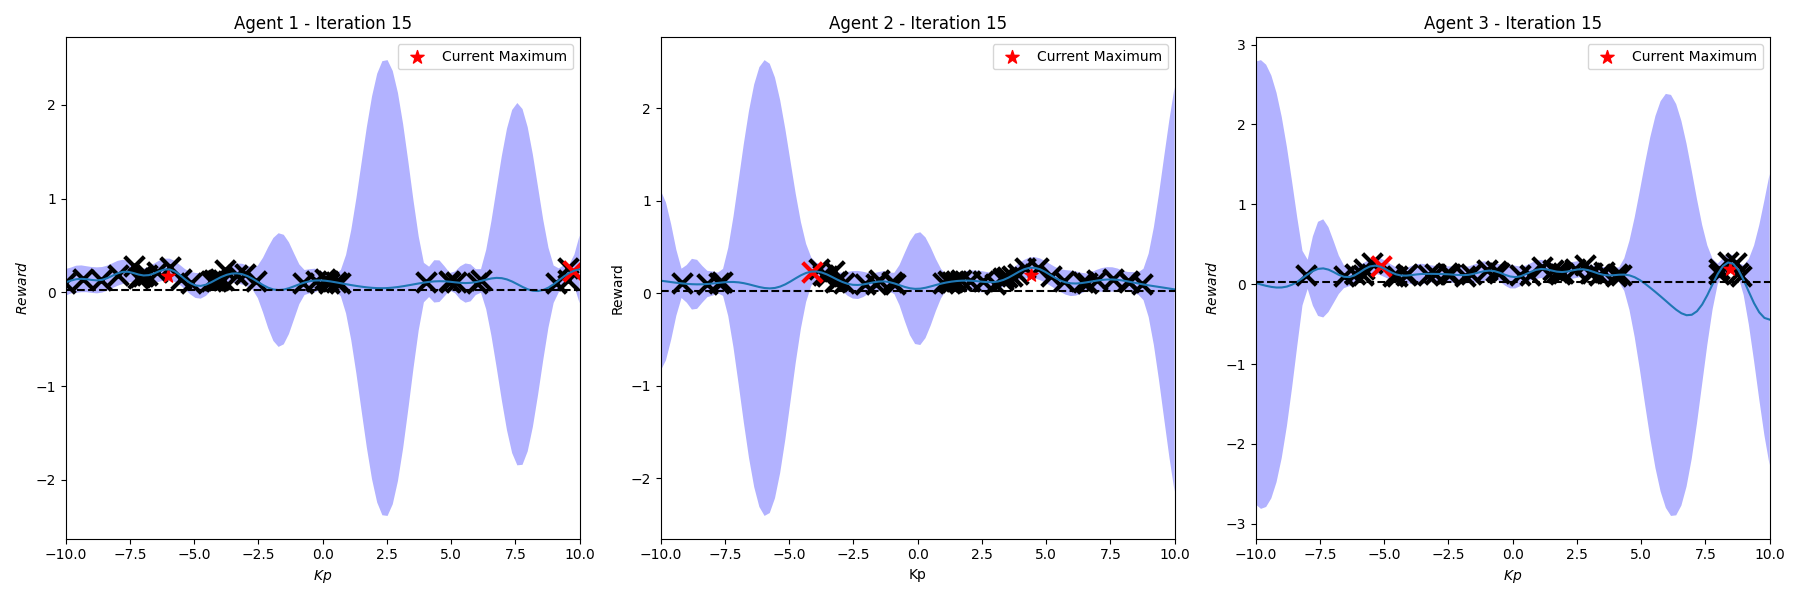 Agent 1 - Iteration 15
Current Maximum
Reward
2
1
0
−1
−2
−10.0 −7.5 −5.0 −2.5 0.0 2.5 5.0 7.5 10.0
Kp
Agent 2 - Iteration 15
Current Maximum
Reward
2
1
0
−1
−2
−10.0 −7.5 −5.0 −2.5 0.0 2.5 5.0 7.5 10.0
Kp
Agent 3 - Iteration 15
Current Maximum
Reward
3
2
1
0
−1
−2
−3
−10.0 −7.5 −5.0 −2.5 0.0 2.5 5.0 7.5 10.0
Kp